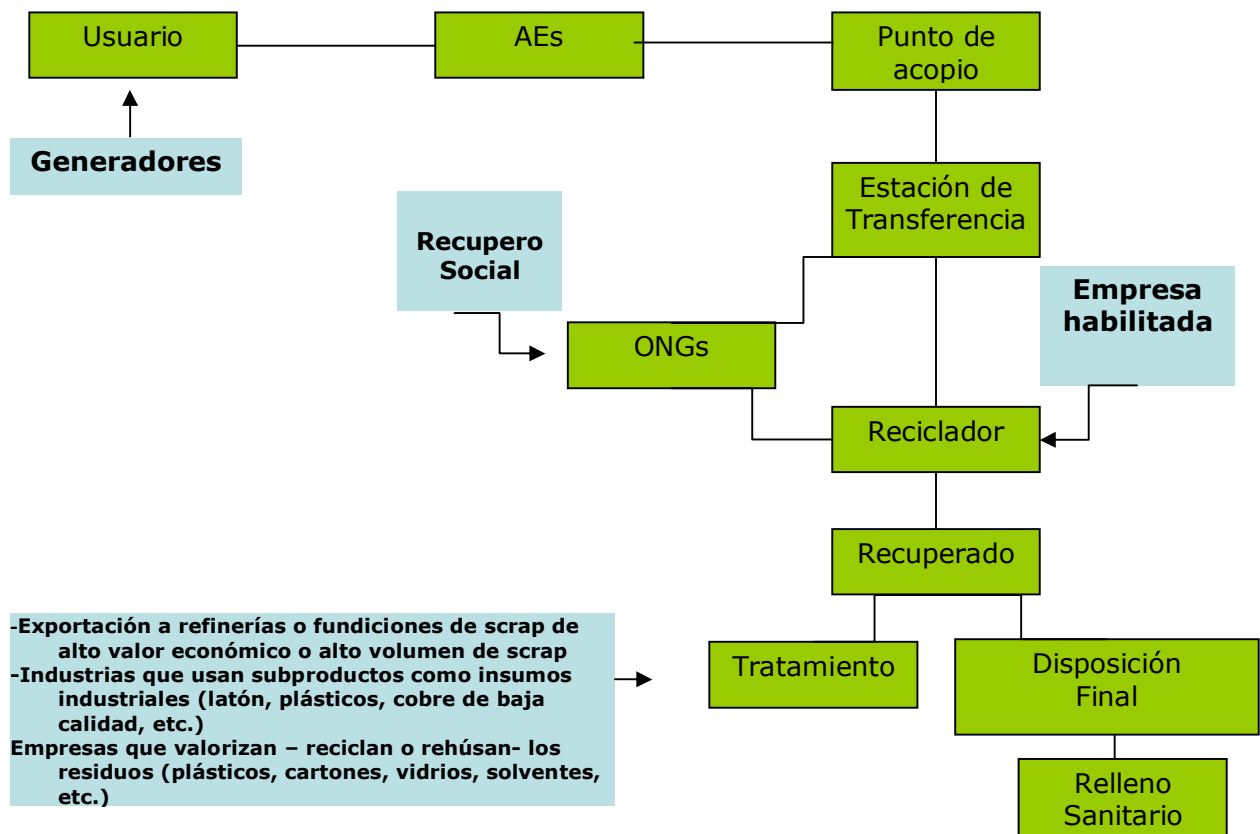 Usuario
AEs
Punto de
acopio
Generadores
Estación de
Transferencia
Recupero
Social
Empresa
habilitada
ONGs
Reciclador
Recuperado
-Exportación a refinerías o fundiciones de scrap de
alto valor económico o alto volumen de scrap
-Industrias que usan subproductos como insumos
industriales (latón, plásticos, cobre de baja
calidad, etc.)
Empresas que valorizan – reciclan o rehúsan- los
residuos (plásticos, cartones, vidrios, solventes,
etc.)
Tratamiento
Disposición
Final
Relleno
Sanitario